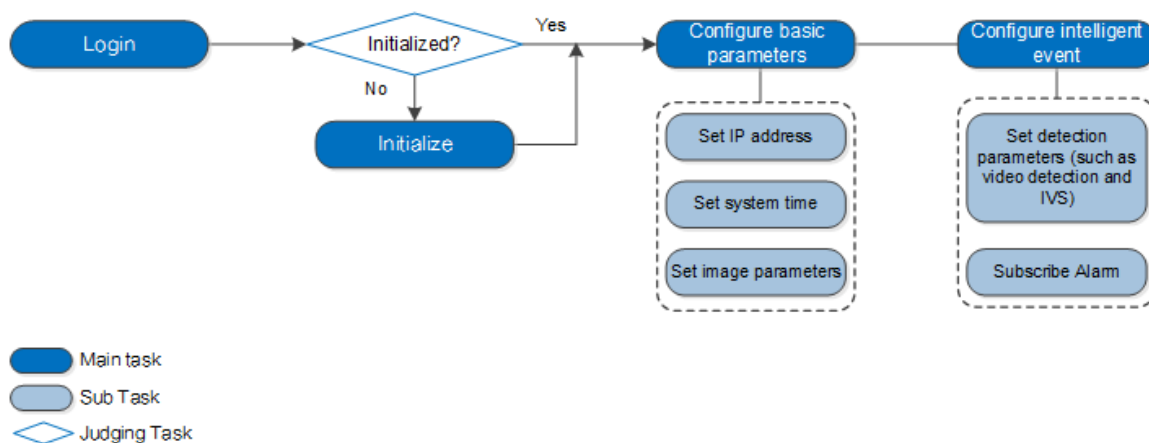 Login
Initialized?
Yes
No
Initialize
Configure basic
parameters
Configure intelligent
event
Set IP address
Set system time
Set image parameters
Set detection
parameters (such as
video detection and
IVS)
Subscribe Alarm
Main task
Sub Task
Judging Task